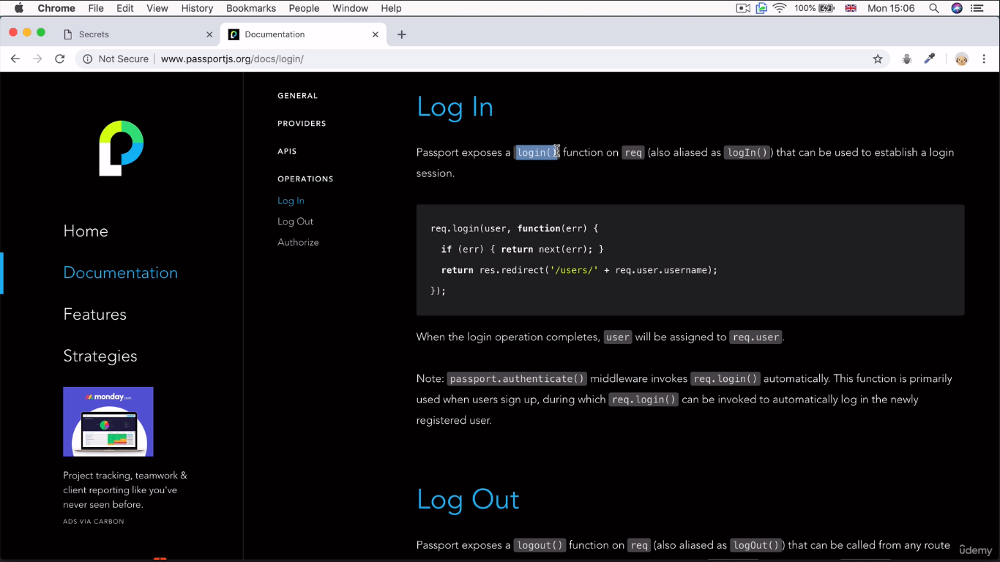 Chrome File Edit View History Bookmarks People Window Help 100% Mon 15:06
Secrets Documentation
Not Secure www.passportjs.org/docs/login/
Home
Documentation
Features
Strategies
monday.com
Project tracking, teamwork &
client reporting like you've
never seen before.
ADS VIA CARBON
GENERAL
PROVIDERS
APIS
OPERATIONS
Log In
Log Out
Authorize
Log In
Passport exposes a login() function on req (also aliased as logIn()) that can be used to establish a login
session.
req.login(user, function(err) {
if (err) { return next(err); }
return res.redirect('/users/' + req.user.username);
});
When the login operation completes, user will be assigned to req.user.
Note: passport.authenticate() middleware invokes req.login() automatically. This function is primarily
used when users sign up, during which req.login() can be invoked to automatically log in the newly
registered user.
Log Out
Passport exposes a logout() function on req (also aliased as logOut()) that can be called from any route
ûdemy